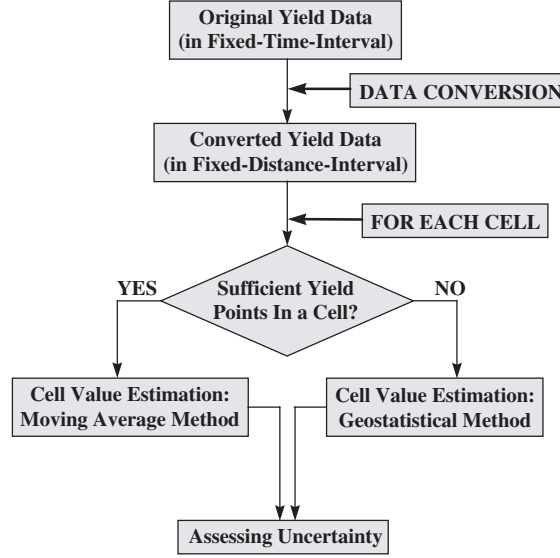 Original Yield Data
(in Fixed-Time-Interval)
DATA CONVERSION
Converted Yield Data
(in Fixed-Distance-Interval)
FOR EACH CELL
YES
NO
Sufficient Yield
Points In a Cell?
Cell Value Estimation:
Moving Average Method
Cell Value Estimation:
Geostatistical Method
Assessing Uncertainty